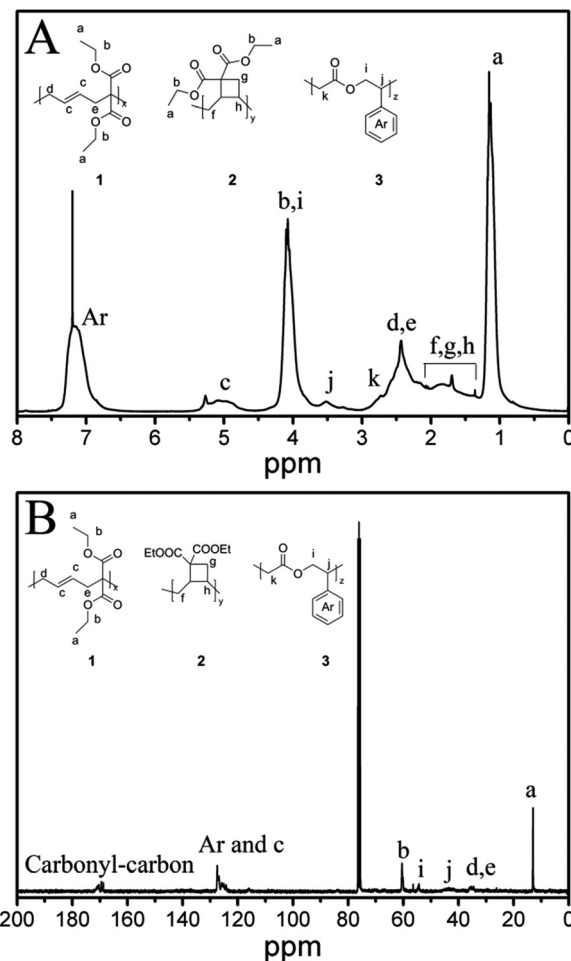 A
a
b
O
O
c
d
c
e
x
O
O
b
a
1
b
a
O
O
b
O
g
O
a
f
h
y
2
O
i
j
k
O
z
Ar
3
a
b,i
Ar
d,e
f,g,h
c
j
k
8 7 6 5 4 3 2 1 0
ppm
B
a
b
O
O
c
d
c
e
x
O
O
b
a
1
EtOOC COOEt
g
f
h
y
2
O
i
j
k
O
z
Ar
3
a
Ar and c
Carbonyl-carbon
b
i
j
d,e
200 180 160 140 120 100 80 60 40 20 0
ppm